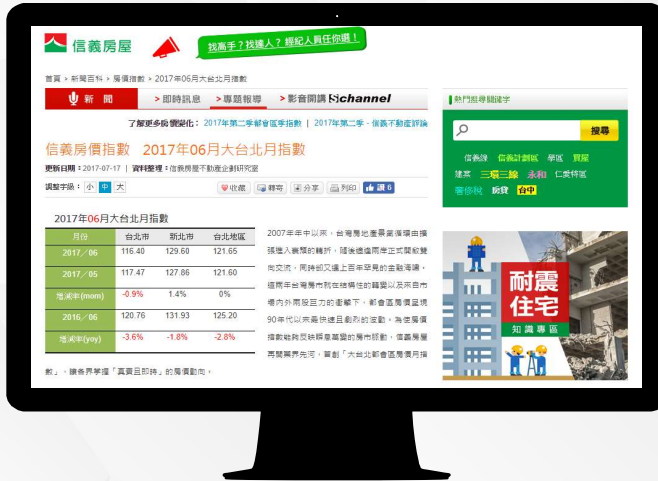 信義房屋
找高手?找達人? 經紀人員任你選!
首頁 > 新聞百科 > 房價指數 > 2017年06月大台北月指數
新 聞
>即時訊息
>專題報導
>影音開講 Sichannel
熱門搜尋關鍵字
了解更多房價變化: 2017年第二季都會區季指數 | 2017年第二季 - 信義不動產評論
搜尋
信義房價指數 2017年06月大台北月指數
信義線 信義計劃區 學區 買屋
更新日期:2017-07-17 | 資料整理:信義房屋不動產企劃研究室
建案 三環三線 永和 仁愛特區
調整字級: 小 中 大
收藏 轉寄 分享 列印 讚 6
奢侈稅 房貸 台中
2017年06月大台北月指數
月份 台北市 新北市 台北地區
2017/06 116.40 129.60 121.65
2017/05 117.47 127.86 121.60
增減率(mom) -0.9% 1.4% 0%
2016/06 120.76 131.93 125.20
增減率(yoy) -3.6% -1.8% -2.8%
2007年年中以來,台灣房地產景氣循環由擴
張進入衰頹的轉折,隨後適逢兩岸正式開啟雙
向交流,同時卻又遇上百年罕見的金融海嘯。
這兩年台灣房市就在結構性的轉變以及來自市
場內外兩股巨力的衝擊下,都會區房價呈現
90年代以來最快速且劇烈的波動。為使房價
指數能夠反映瞬息萬變的房市脈動,信義房屋
再開業界先河,首創「大台北都會區房價月指
數」,讓各界掌握「真實且即時」的房價動向。
耐震
住宅
知識專區